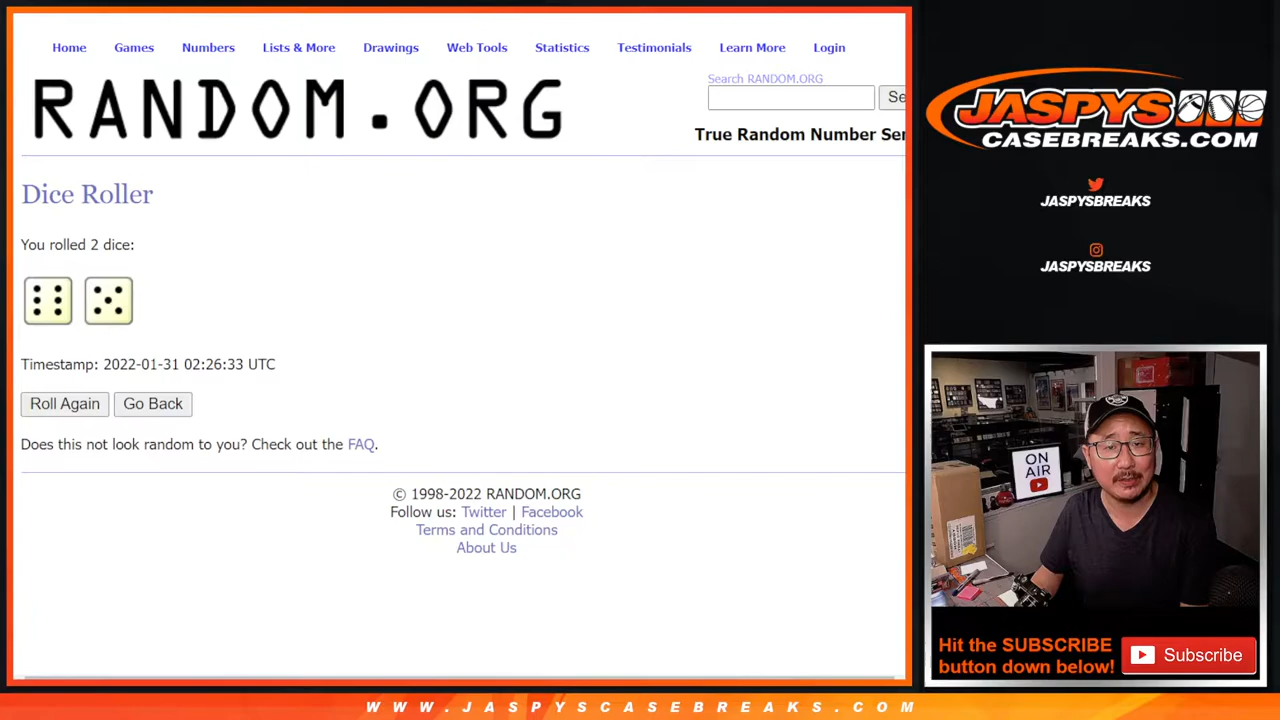 Home Games Numbers Lists & More Drawings Web Tools Statistics Testimonials Learn More Login
RANDOM.ORG
Search RANDOM.ORG
Se
True Random Number Ser
Dice Roller
You rolled 2 dice:
Timestamp: 2022-01-31 02:26:33 UTC
Roll Again Go Back
Does this not look random to you? Check out the FAQ.
© 1998-2022 RANDOM.ORG
Follow us: Twitter | Facebook
Terms and Conditions
About Us
JASPYS
CASEBREAKS.COM
JASPYSBREAKS
JASPYSBREAKS
ON
AIR
Hit the SUBSCRIBE
button down below!
Subscribe
WWW.JASPYSCASEBREAKS.COM